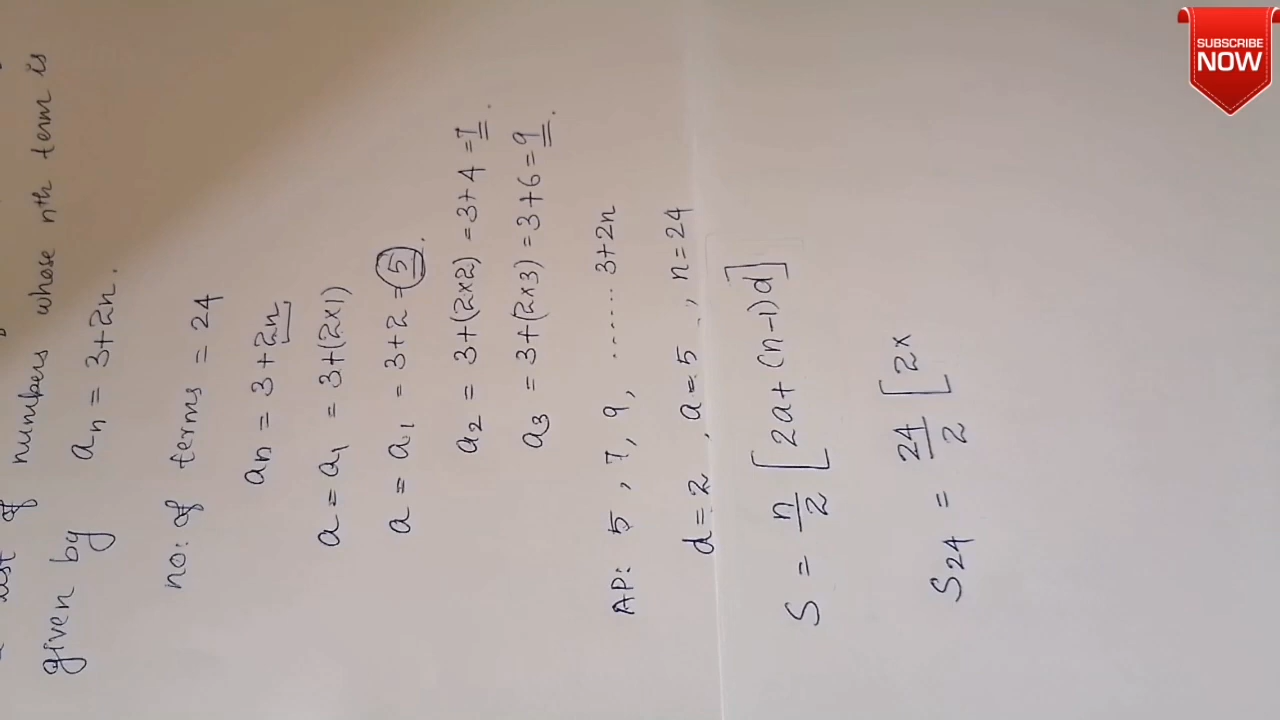 list of
numbers whose nth term is
given by an = 3+2n.
no: of terms = 24
an = 3+2n
a = a1 = 3+(2×1)
a = a1 = 3+2 = 5.
a2 = 3+(2×2) = 3+4 = 7.
a3 = 3+(2×3) = 3+6 = 9.
AP: 5, 7, 9, ...... 3+2n
d = 2, a = 5, n = 24
S = n/2 [2a+(n-1)d]
S24 = 24/2 [2×
SUBSCRIBE
NOW